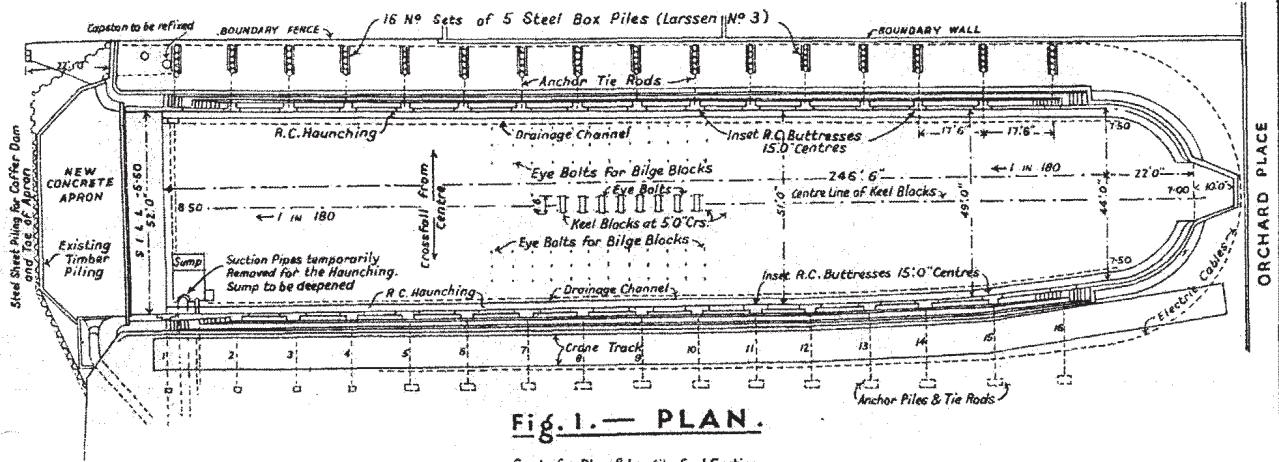 16 Nº Sets of 5 Steel Box Piles (Larssen Nº 3)
Capstan to be refixed
BOUNDARY FENCE
BOUNDARY WALL
22'.0"
Anchor Tie Rods
R.C. Haunching
Drainage Channel
Inset R.C. Buttresses
15.0" Centres
17'6"
17'6"
7·50
Steel Sheet Piling for Coffer Dam
and Toe of Apron
NEW
CONCRETE
APRON
SILL -6·60
52'.0"
Crossfall from
Centre.
Eye Bolts for Bilge Blocks
246'. 6"
1 IN 180
22'.0"
Eye Bolts
Centre line of Keel Blocks
8·50
1 IN 180
7·00
10'.0"
51'.0"
49'.0"
44'.0"
Keel Blocks at 5'.0" Crs.
Existing
Timber
Piling
Eye Bolts for Bilge Blocks
Sump
Suction Pipes temporarily
Removed for the Haunching.
Sump to be deepened
7·50
Inset R.C. Buttresses 15'.0" Centres
R.C. Haunching
Drainage Channel
Electric Cables
ORCHARD PLACE
Crane Track
1 2 3 4 5 6 7 8 9 10 11 12 13 14 15 16
Anchor Piles & Tie Rods
Fig. 1. — PLAN.